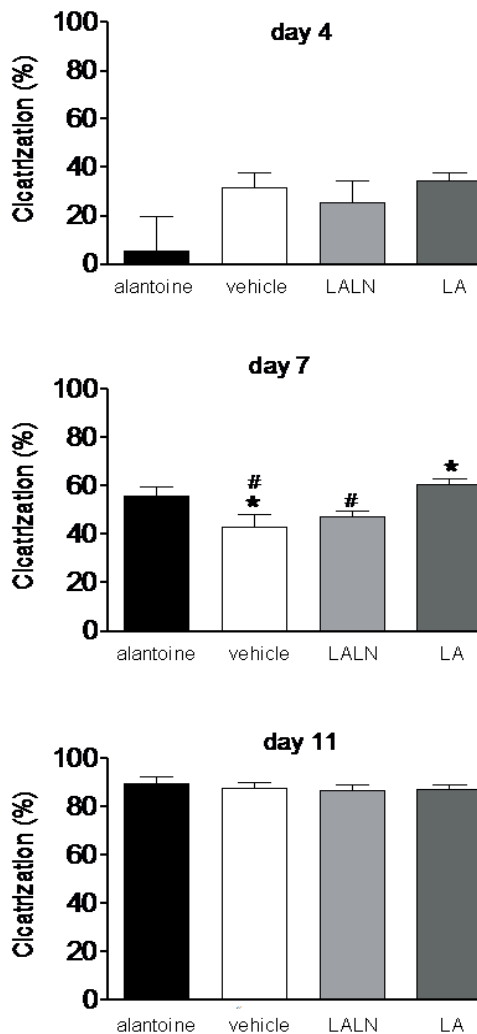 day 4
Cicatrization (%)
100
80
60
40
20
0
alantoine vehicle LALN LA
day 7
Cicatrization (%)
100
80
60
40
20
0
#
* # *
alantoine vehicle LALN LA
day 11
Cicatrization (%)
100
80
60
40
20
0
alantoine vehicle LALN LA